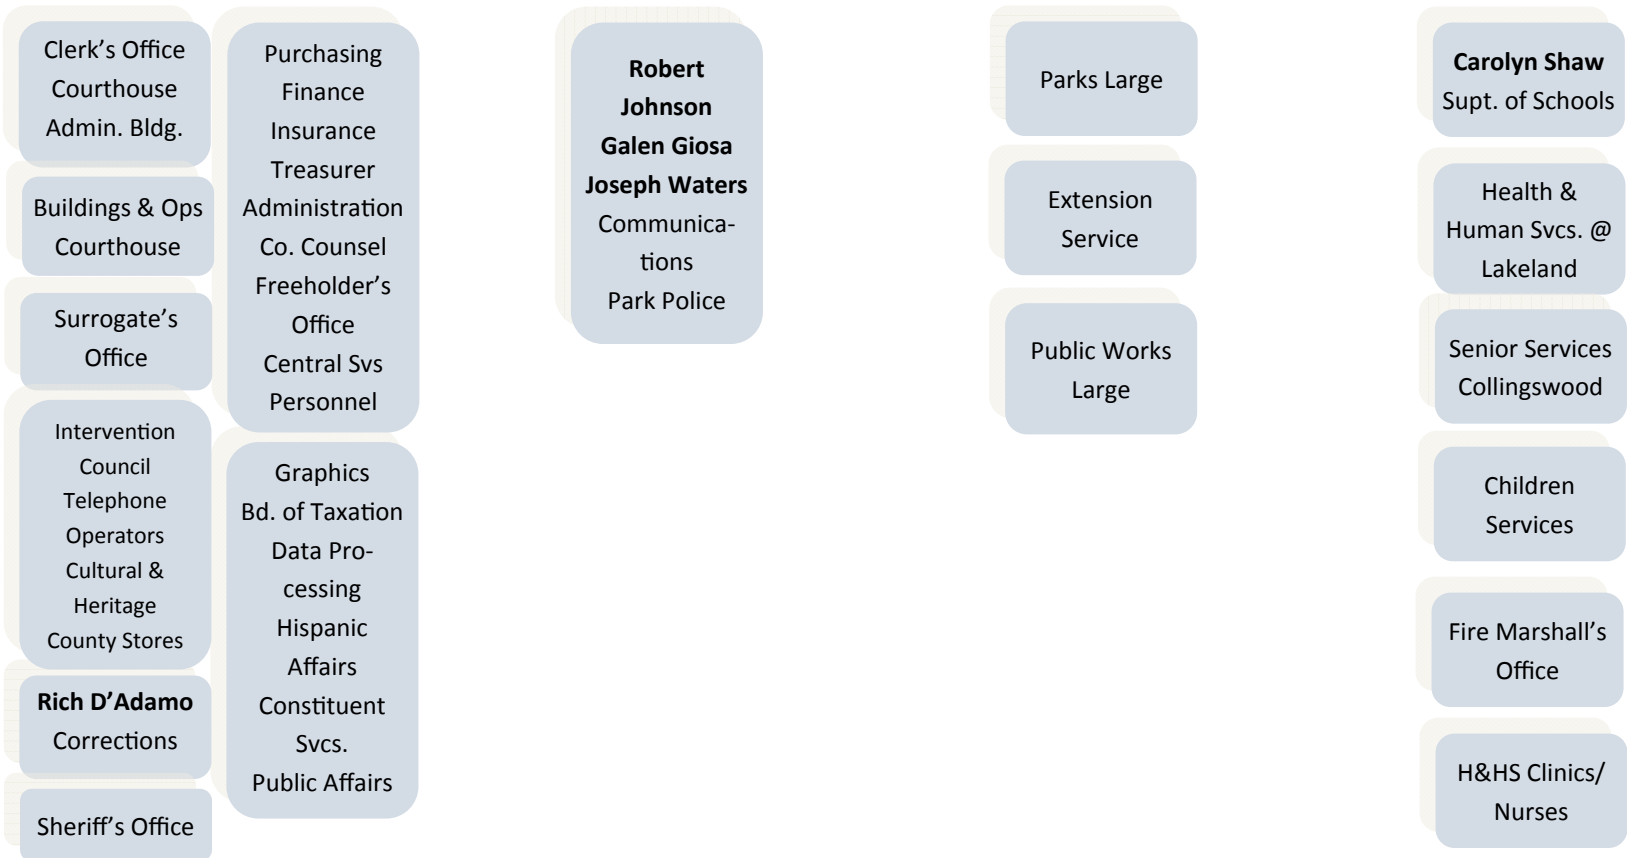 Clerk’s Office
Courthouse
Admin. Bldg.
Buildings & Ops
Courthouse
Surrogate’s
Office
Intervention
Council
Telephone
Operators
Cultural &
Heritage
County Stores
Rich D’Adamo
Corrections
Sheriff’s Office
Purchasing
Finance
Insurance
Treasurer
Administration
Co. Counsel
Freeholder’s
Office
Central Svs
Personnel
Graphics
Bd. of Taxation
Data Pro-
cessing
Hispanic
Affairs
Constituent
Svcs.
Public Affairs
Robert
Johnson
Galen Giosa
Joseph Waters
Communica-
tions
Park Police
Parks Large
Extension
Service
Public Works
Large
Carolyn Shaw
Supt. of Schools
Health &
Human Svcs. @
Lakeland
Senior Services
Collingswood
Children
Services
Fire Marshall’s
Office
H&HS Clinics/
Nurses